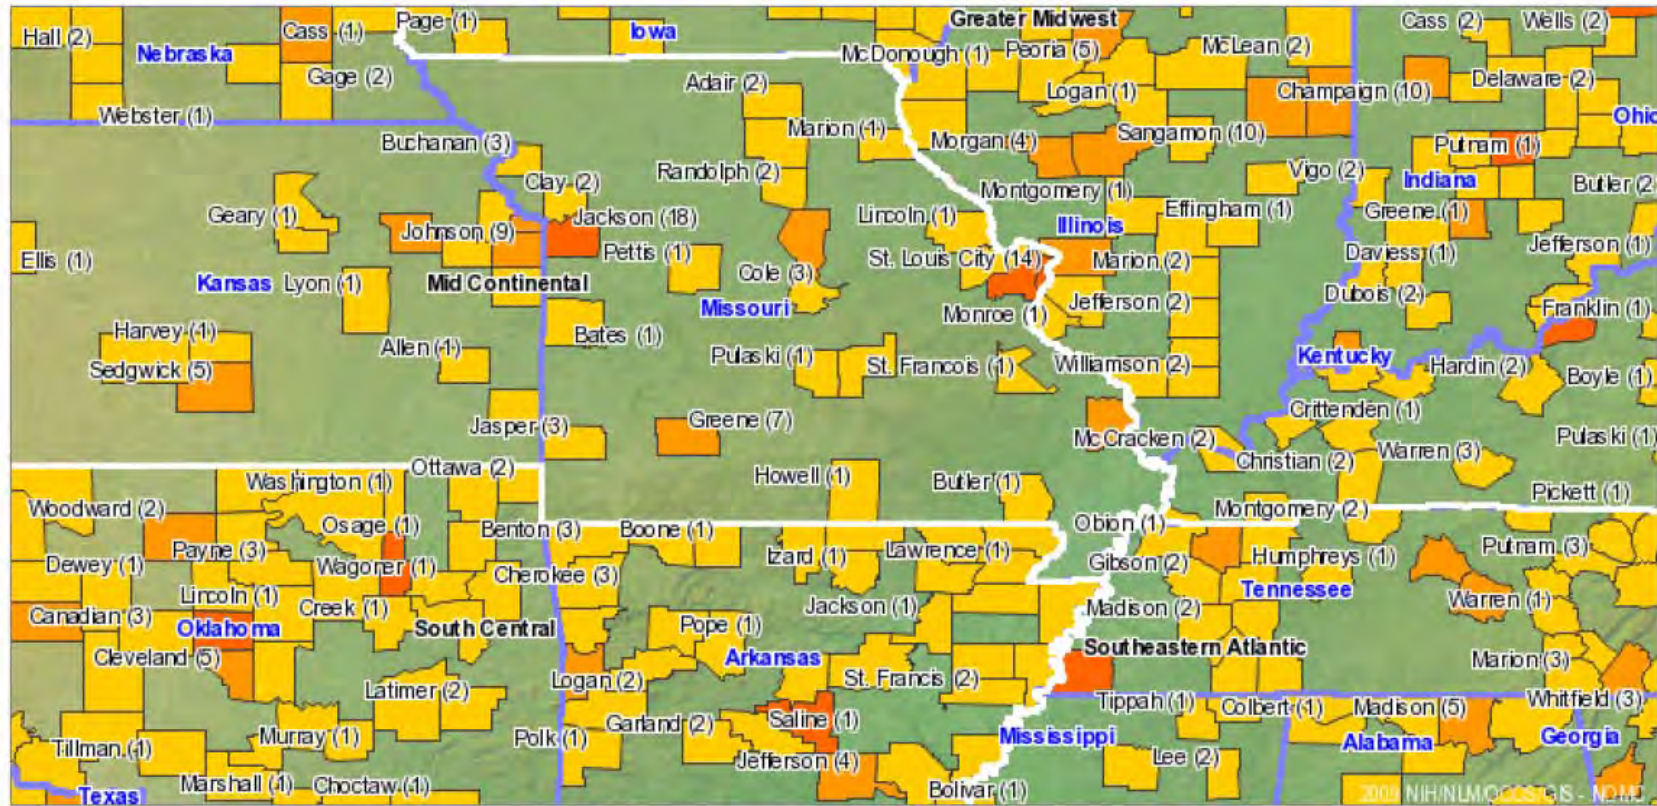 Page (1)
Greater Midwest
Cass (2)
Wells (2)
Hall (2)
Cass (1)
Iowa
Nebraska
McDonough (1)
Peoria (5)
McLean (2)
Gage (2)
Adair (2)
Logan (1)
Champaign (10)
Delaware (2)
Webster (1)
Ohio
Buchanan (3)
Marion (1)
Morgan (4)
Sangamon (10)
Putnam (1)
Randolph (2)
Vigo (2)
Clay (2)
Montgomery (1)
Indiana
Butler (2
Geary (1)
Jackson (18)
Lincoln (1)
Illinois
Effingham (1)
Greene (1)
Johnson (9)
Pettis (1)
Jefferson (1)
Ellis (1)
St. Louis City (14)
Marion (2)
Daviess (1)
Kansas
Lyon (1)
Mid Continental
Cole (3)
Dubois (2)
Missouri
Monroe (1)
Jefferson (2)
Franklin (1)
Harvey (1)
Bates (1)
Allen (1)
Pulaski (1)
St. Francois (1)
Williamson (2)
Kentucky
Hardin (2)
Boyle (1)
Sedgwick (5)
Crittenden (1)
Jasper (3)
Greene (7)
McCracken (2)
Pulaski (1)
Christian (2)
Warren (3)
Ottawa (2)
Washington (1)
Howell (1)
Butler (1)
Pickett (1)
Woodward (2)
Montgomery (2)
Osage (1)
Benton (3)
Boone (1)
Obion (1)
Payne (3)
Izard (1)
Lawrence (1)
Putnam (3)
Dewey (1)
Wagoner (1)
Cherokee (3)
Gibson (2)
Humphreys (1)
Tennessee
Lincoln (1)
Creek (1)
Jackson (1)
Madison (2)
Warren (1)
Canadian (3)
Oklahoma
South Central
Pope (1)
Southeastern Atlantic
Cleveland (5)
Arkansas
Marion (3)
Latimer (2)
Logan (2)
St. Francis (2)
Tippah (1)
Colbert (1)
Madison (5)
Whitfield (3)
Garland (2)
Saline (1)
Mississippi
Tillman (1)
Murray (1)
Polk (1)
Alabama
Georgia
Jefferson (4)
Lee (2)
Marshall (1)
Choctaw (1)
Bolivar (1)
Texas
2009 NIH/NLM/OCCS/GIS - NO MC